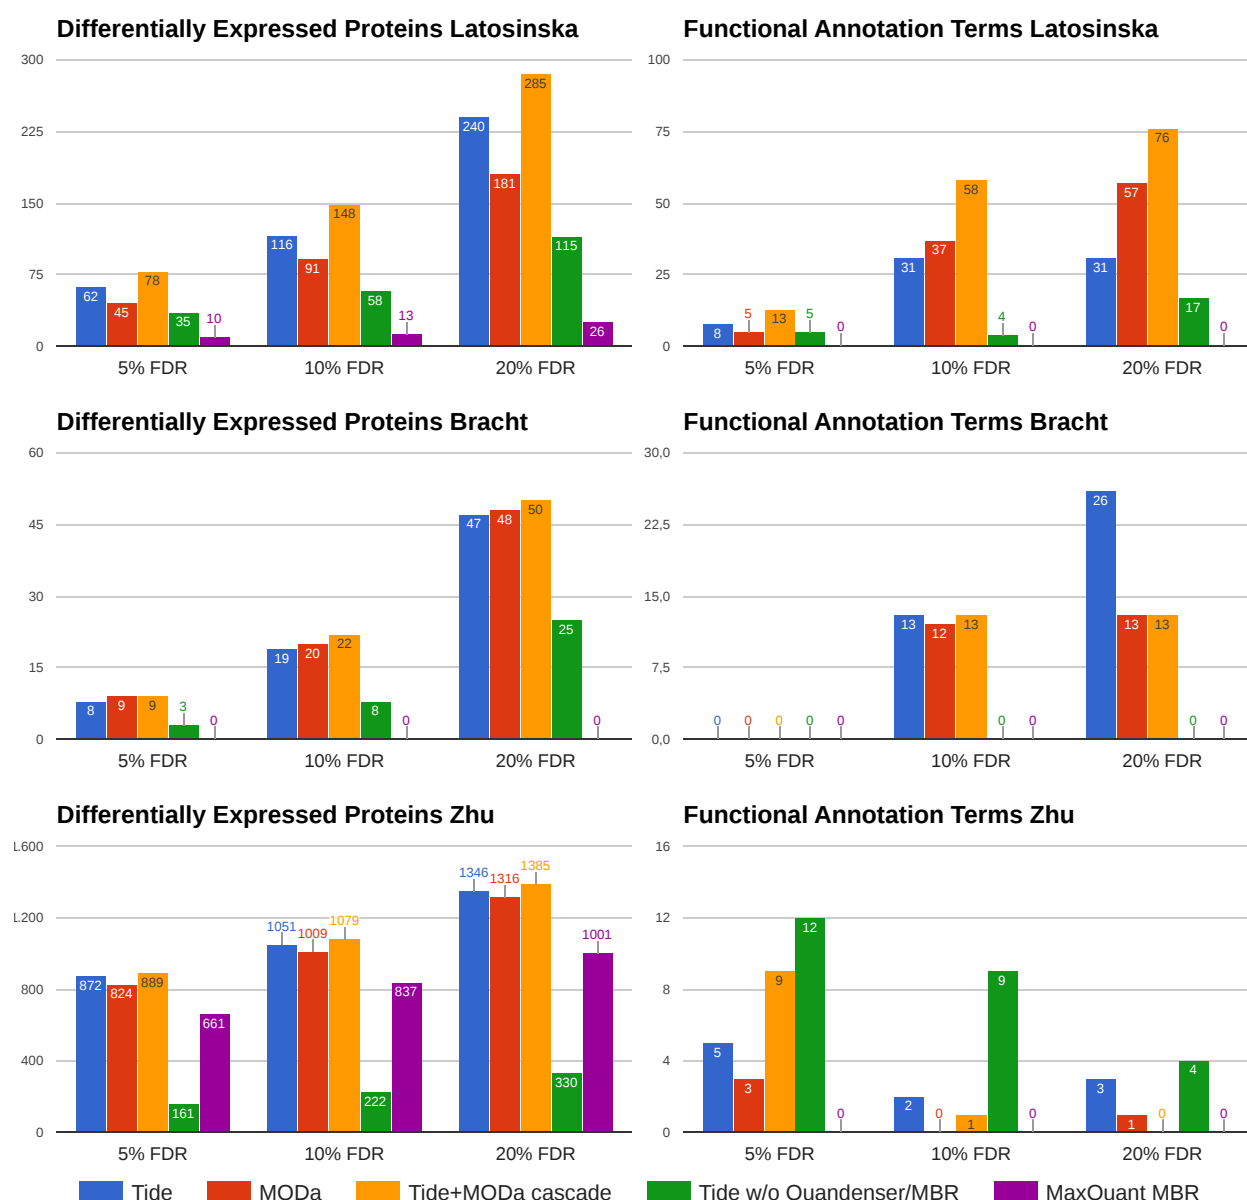 Differentially Expressed Proteins Latosinska
300
225
150
75
0
62 45 78 35 10
116 91 148 58 13
240 181 285 115 26
5% FDR 10% FDR 20% FDR
Functional Annotation Terms Latosinska
100
75
50
25
0
8 5 13 5 0
31 37 58 4 0
31 57 76 17 0
5% FDR 10% FDR 20% FDR
Differentially Expressed Proteins Bracht
60
45
30
15
0
8 9 9 3 0
19 20 22 8 0
47 48 50 25 0
5% FDR 10% FDR 20% FDR
Functional Annotation Terms Bracht
30,0
22,5
15,0
7,5
0,0
0 0 0 0 0
13 12 13 0 0
26 13 13 0 0
5% FDR 10% FDR 20% FDR
Differentially Expressed Proteins Zhu
1.600
1.200
800
400
0
872 824 889 161 661
1051 1009 1079 222 837
1346 1316 1385 330 1001
5% FDR 10% FDR 20% FDR
Functional Annotation Terms Zhu
16
12
8
4
0
5 3 9 12 0
2 0 1 9 0
3 1 0 4 0
5% FDR 10% FDR 20% FDR
Tide MODa Tide+MODa cascade Tide w/o Quandenser/MBR MaxQuant MBR